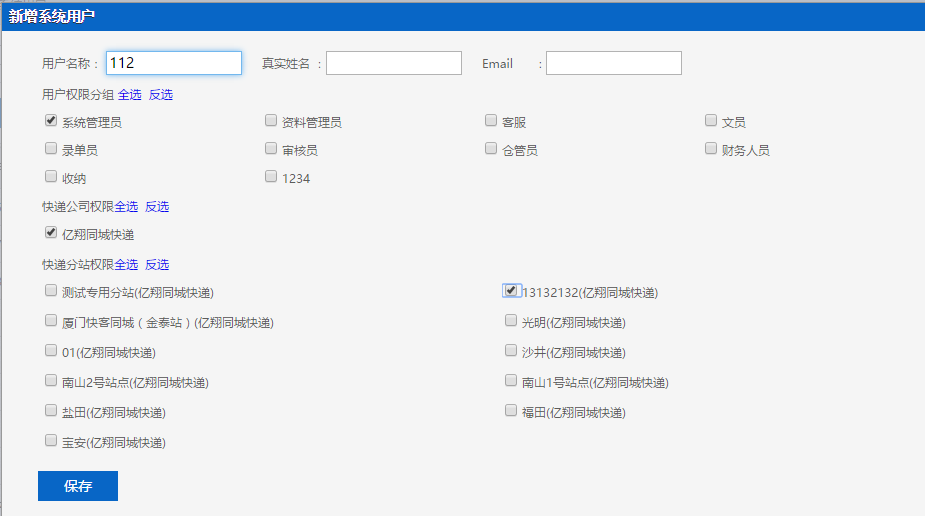 新增系统用户
用户名称： 112 真实姓名 ： Email ：
用户权限分组 全选 反选
系统管理员 资料管理员 客服 文员
录单员 审核员 仓管员 财务人员
收纳 1234
快递公司权限全选 反选
亿翔同城快递
快递分站权限全选 反选
测试专用分站(亿翔同城快递) 13132132(亿翔同城快递)
厦门快客同城（金泰站）(亿翔同城快递) 光明(亿翔同城快递)
01(亿翔同城快递) 沙井(亿翔同城快递)
南山2号站点(亿翔同城快递) 南山1号站点(亿翔同城快递)
盐田(亿翔同城快递) 福田(亿翔同城快递)
宝安(亿翔同城快递)
保存